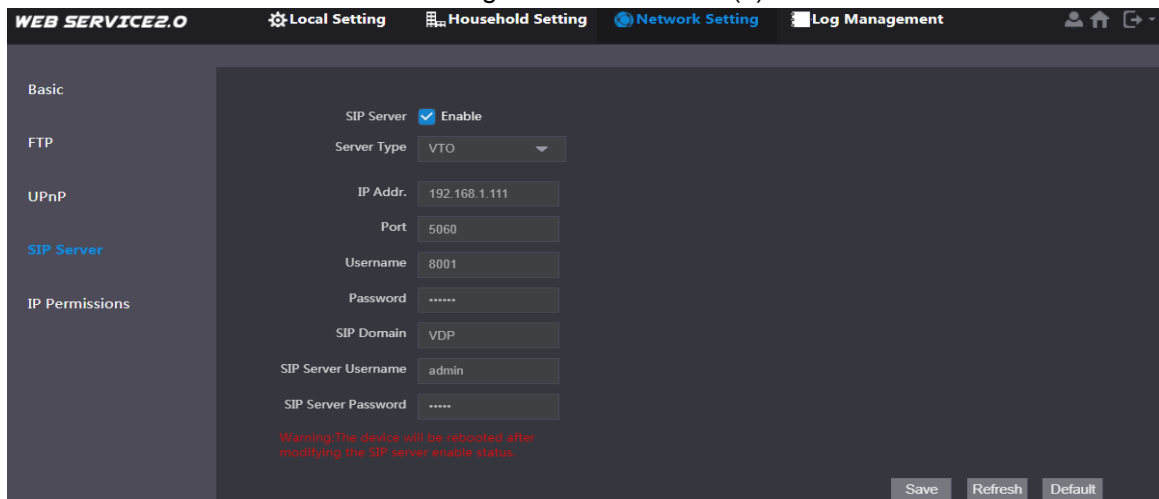 WEB SERVICE2.0
Local Setting
Household Setting
Network Setting
Log Management
Basic
FTP
UPnP
SIP Server
IP Permissions
SIP Server Enable
Server Type VTO
IP Addr. 192.168.1.111
Port 5060
Username 8001
Password ••••••
SIP Domain VDP
SIP Server Username admin
SIP Server Password •••••
Warning:The device will be rebooted after
modifying the SIP server enable status.
Save Refresh Default